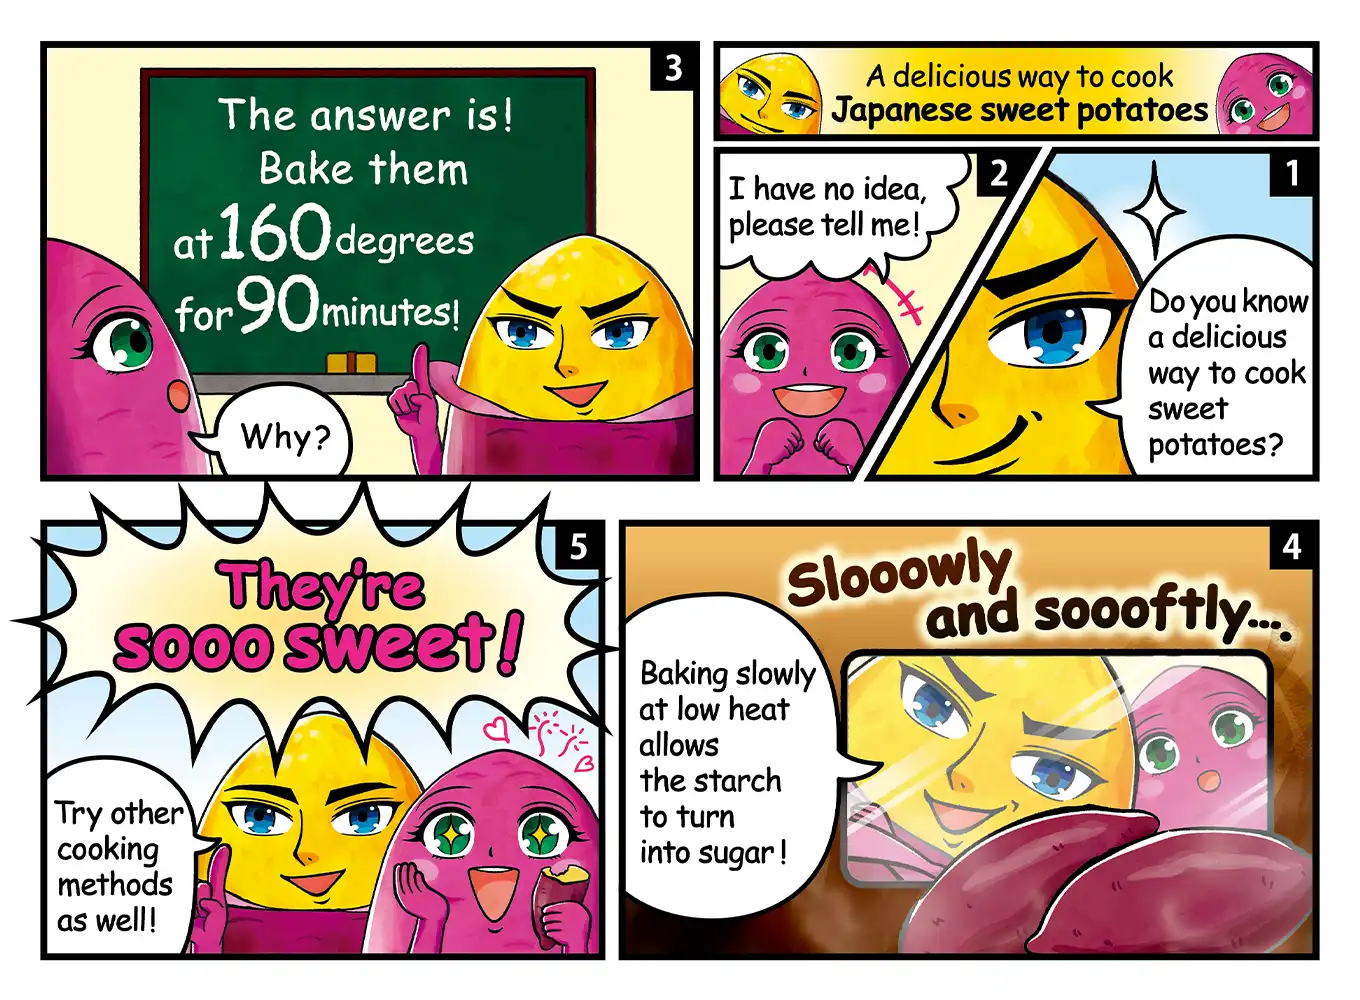 A delicious way to cook
Japanese sweet potatoes
1
Do you know
a delicious
way to cook
sweet
potatoes?
2
I have no idea,
please tell me!
3
The answer is!
Bake them
at 160 degrees
for 90 minutes!
Why?
4
Slooowly
and soooftly....
Baking slowly
at low heat
allows
the starch
to turn
into sugar!
5
They're
sooo sweet!
Try other
cooking
methods
as well!